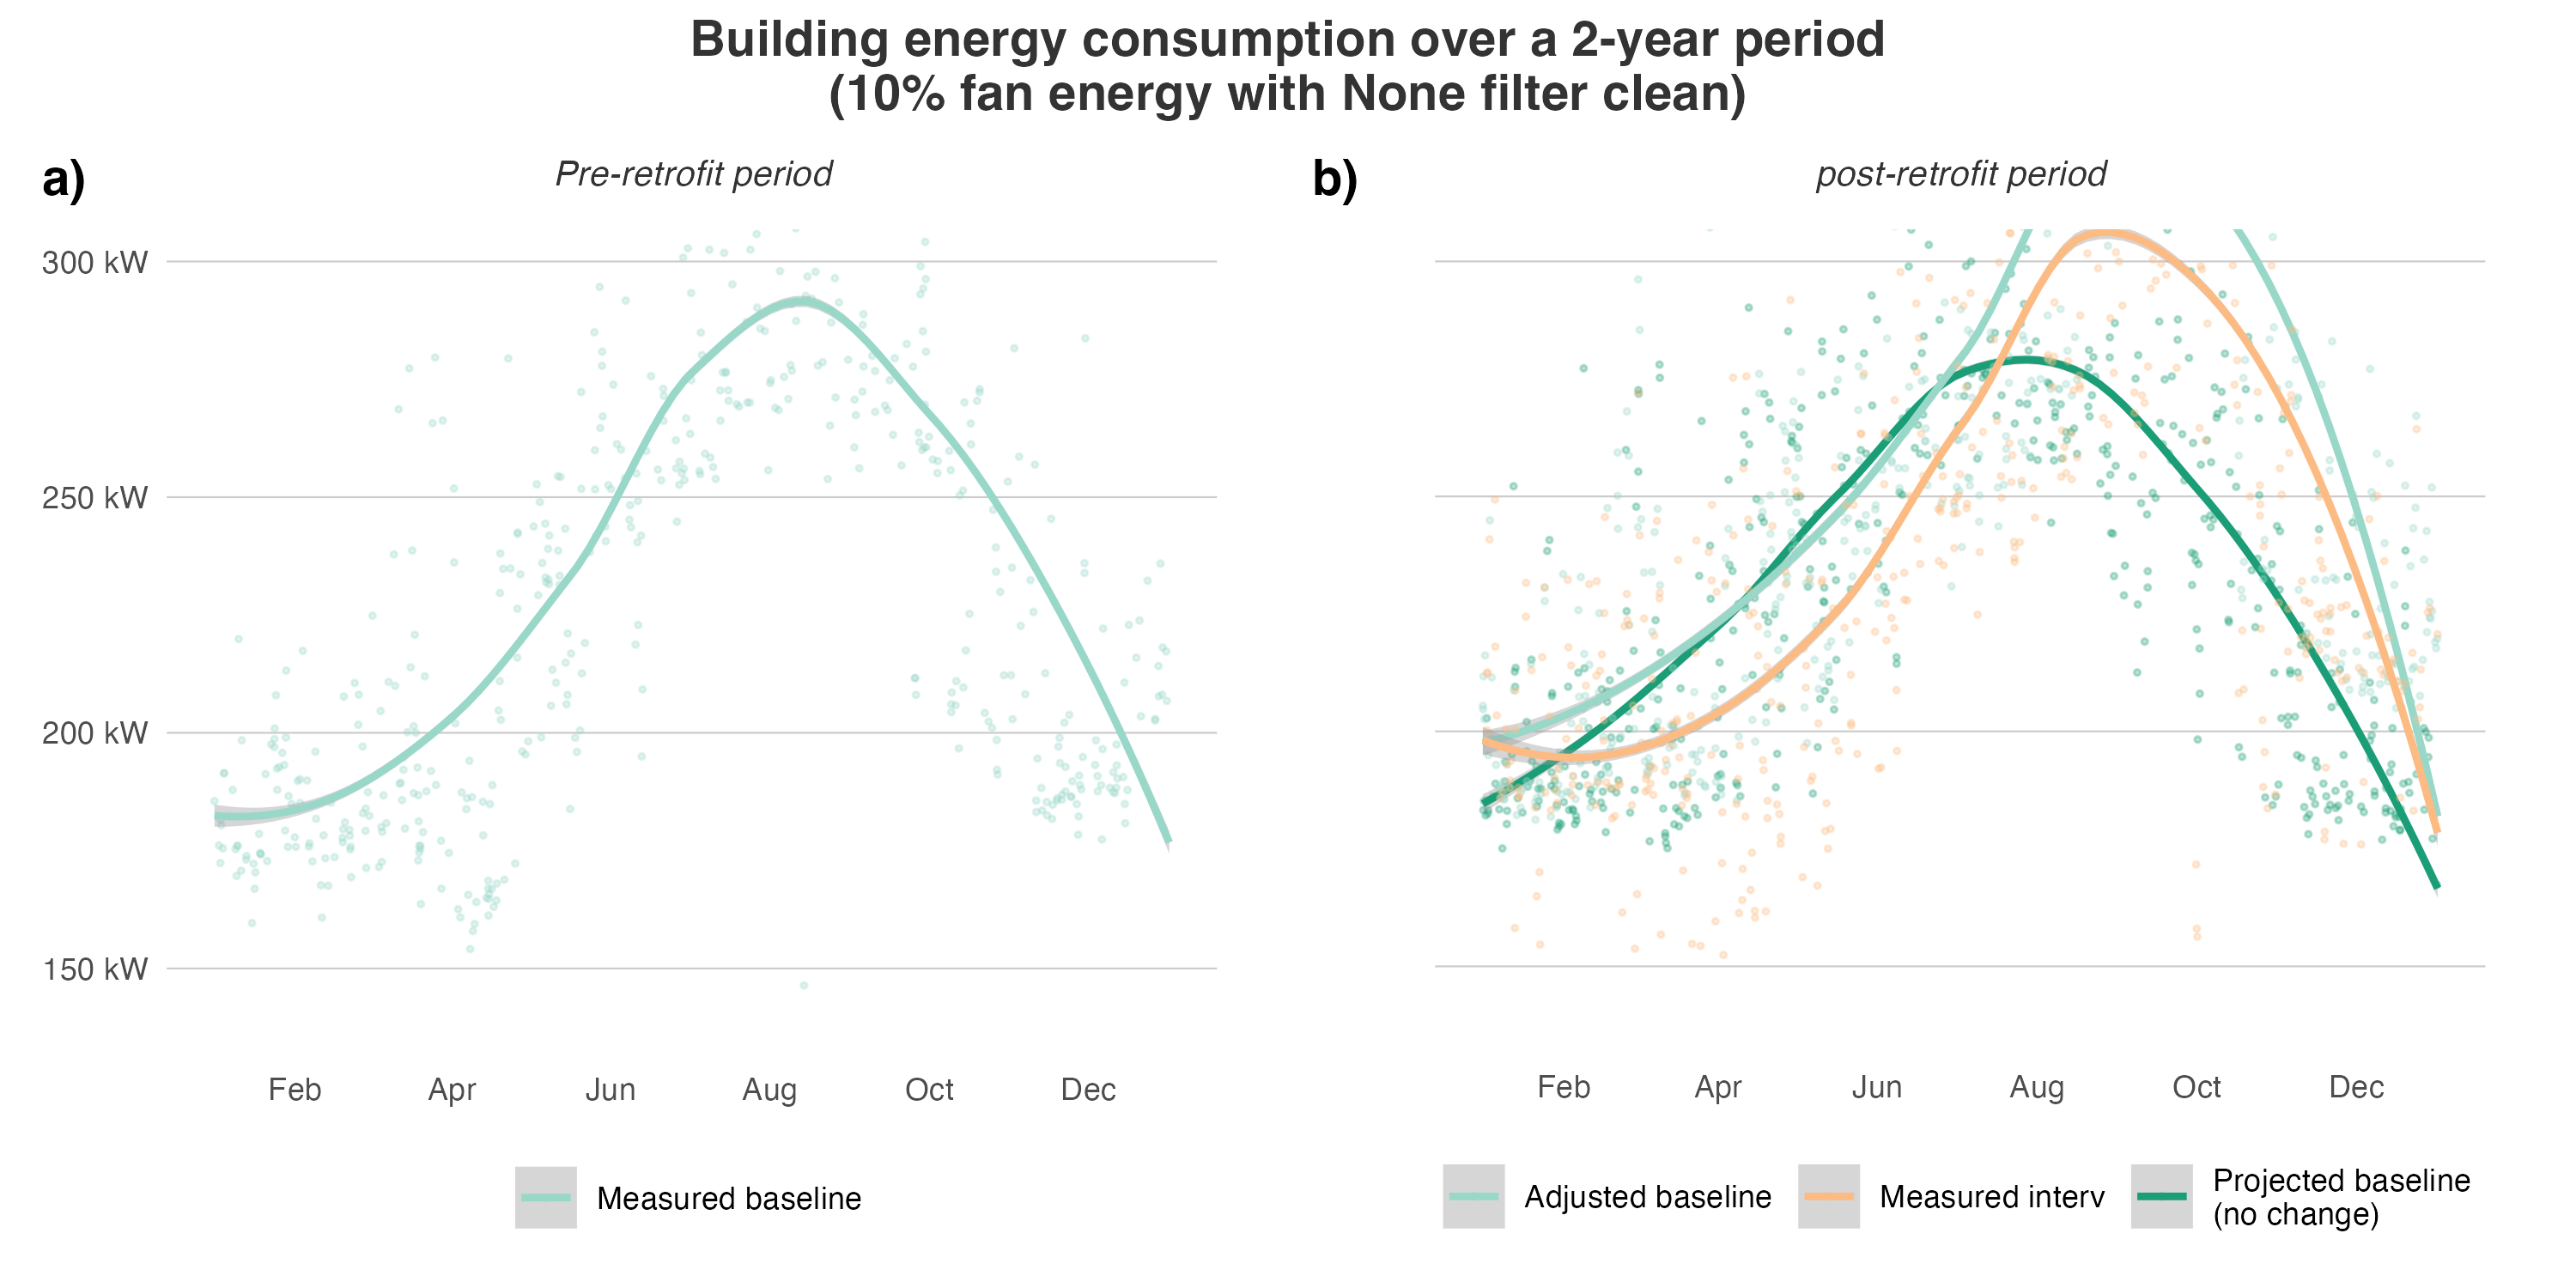 Building energy consumption over a 2-year period
(10% fan energy with None filter clean)
a)
Pre-retrofit period
300 kW
250 kW
200 kW
150 kW
Feb Apr Jun Aug Oct Dec
Measured baseline
b)
post-retrofit period
Feb Apr Jun Aug Oct Dec
Adjusted baseline
Measured interv
Projected baseline
(no change)